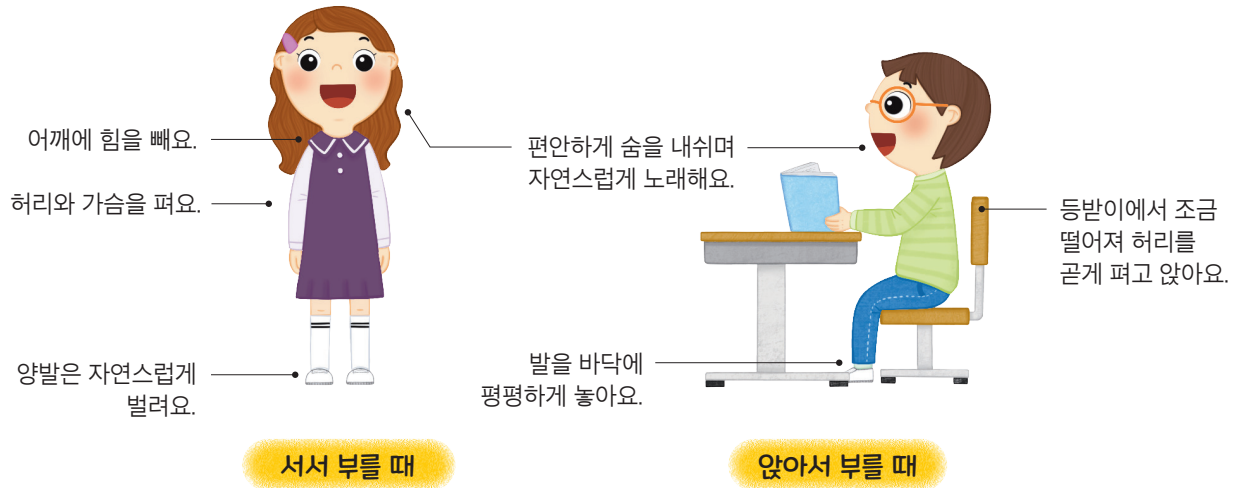 어깨에 힘을 빼요.
허리와 가슴을 펴요.
양발은 자연스럽게
벌려요.
편안하게 숨을 내쉬며
자연스럽게 노래해요.
등받이에서 조금
떨어져 허리를
곧게 펴고 앉아요.
발을 바닥에
평평하게 놓아요.
서서 부를 때
앉아서 부를 때